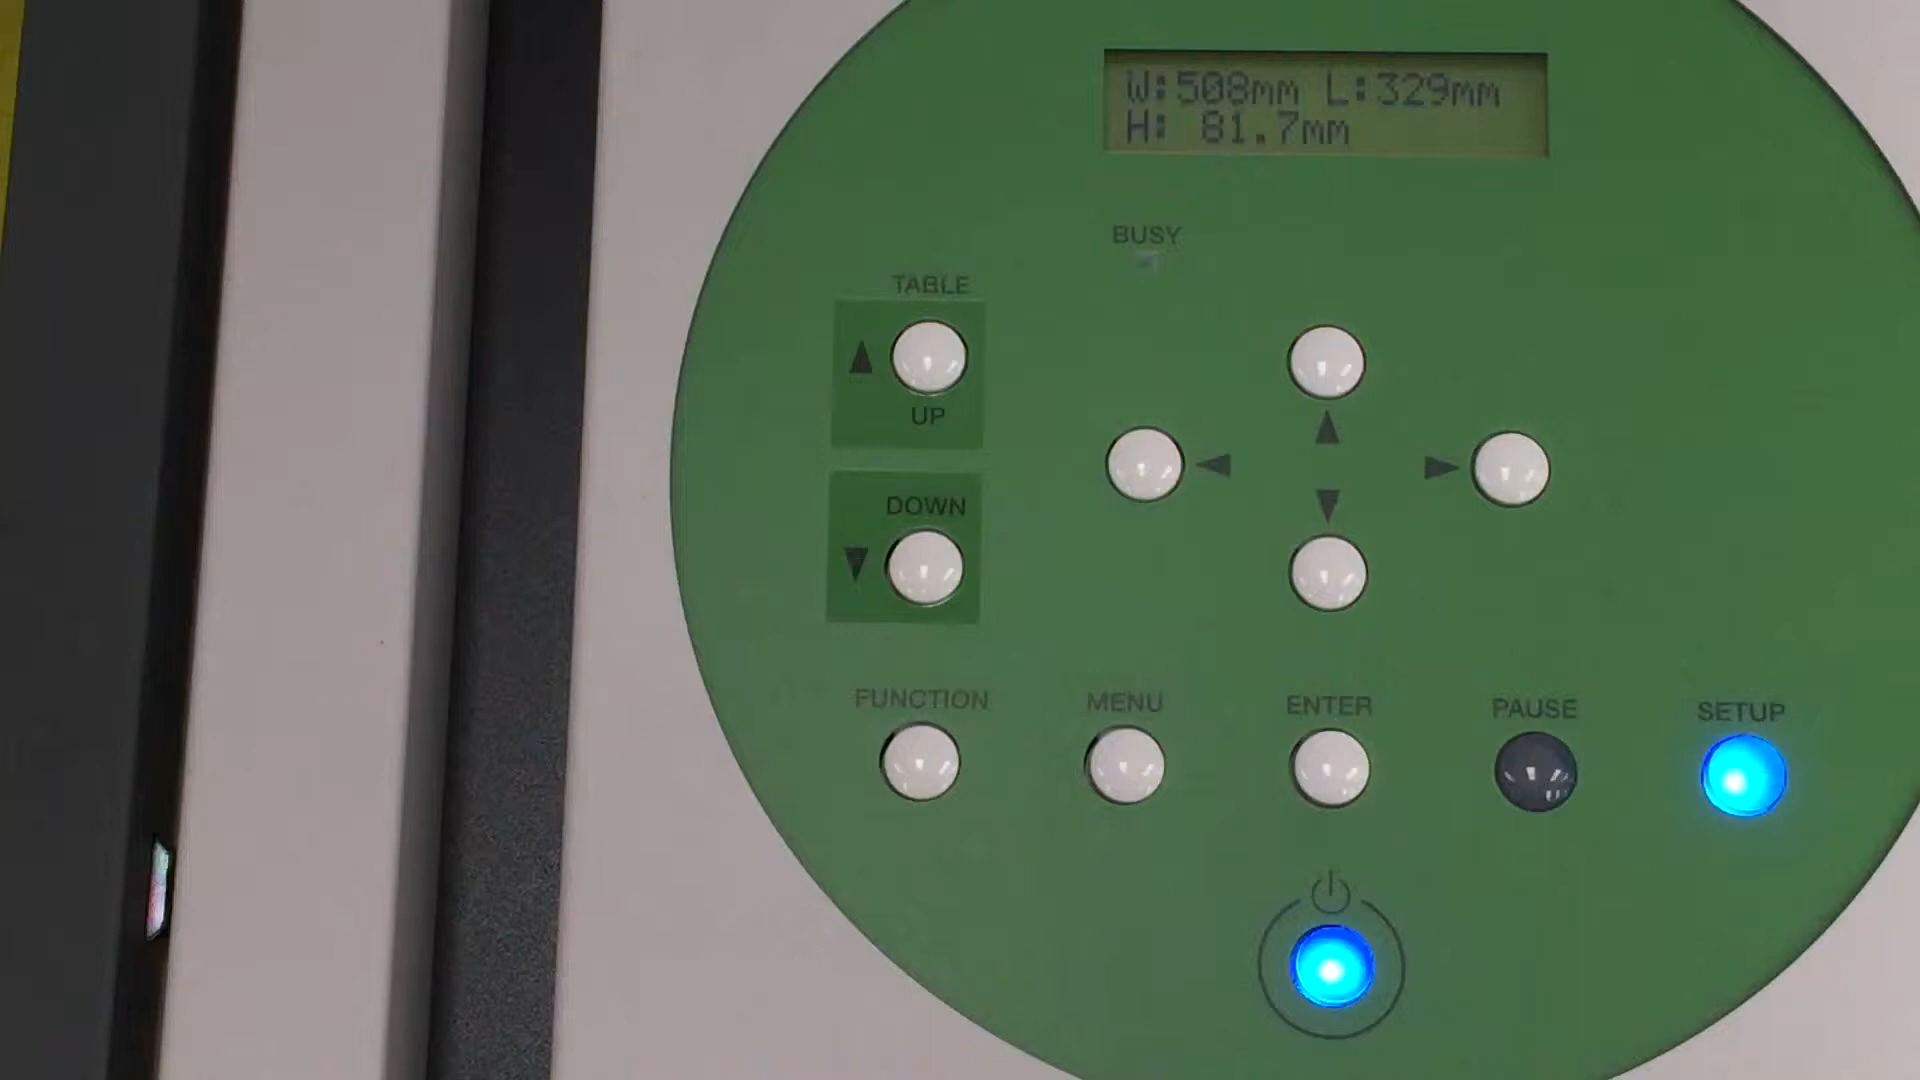 W:508mm L:329mm
H: 81.7mm
BUSY
TABLE
UP
DOWN
FUNCTION
MENU
ENTER
PAUSE
SETUP